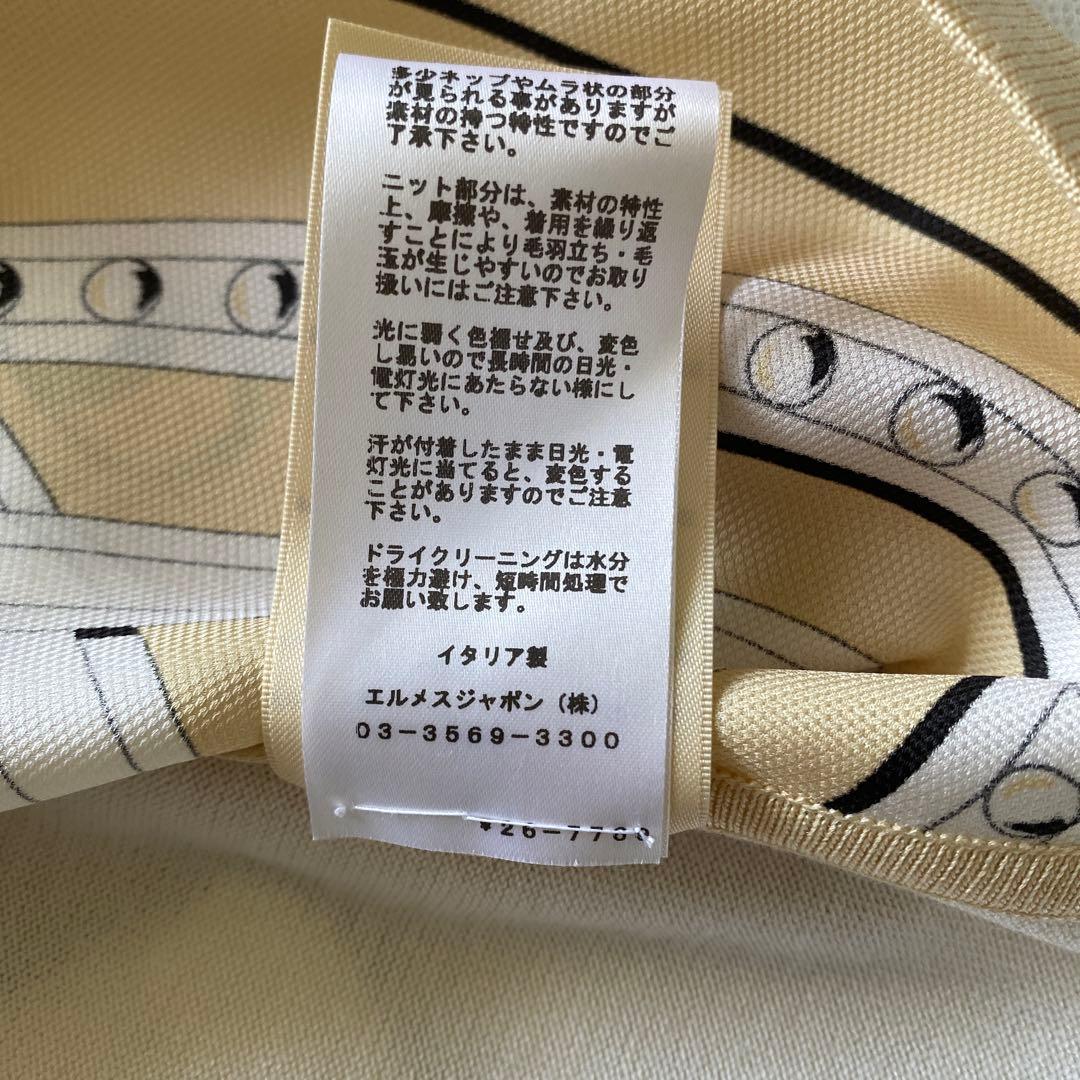 多少ネップやムラ状の部分
が見られる事がありますが
素材の持つ特性ですのでご
了承下さい。
ニット部分は、素材の特性
上、摩擦や、着用を繰り返
すことにより毛羽立ち・毛
玉が生じやすいのでお取り
扱いにはご注意下さい。
光に弱く色褪せ及び、変色
し易いので長時間の日光・
電灯光にあたらない様にし
て下さい。
汗が付着したまま日光・電
灯光に当てると、変色する
ことがありますのでご注意
下さい。
ドライクリーニングは水分
を極力避け、短時間処理で
お願い致します。
イタリア製
エルメスジャポン（株）
03-3569-3300